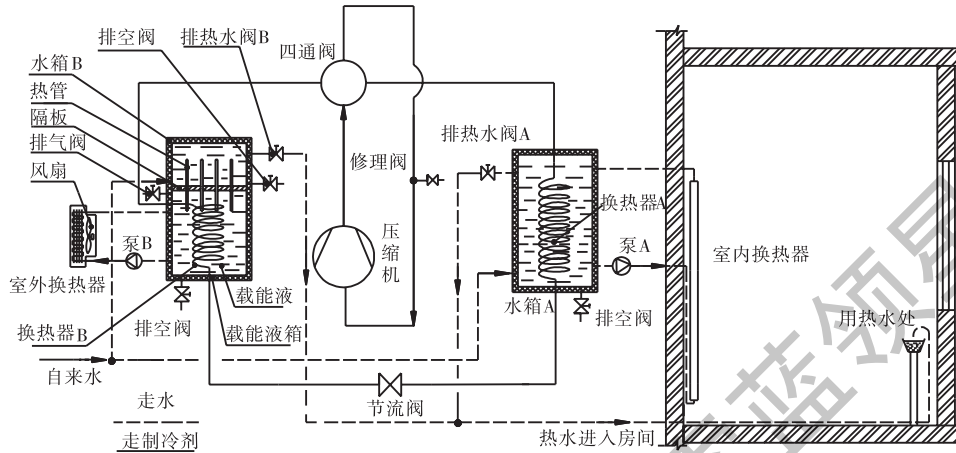 排空阀
排热水阀B
四通阀
水箱B
热管
隔板
排气阀
风扇
泵B
室外换热器
换热器B
排空阀
载能液
载能液箱
自来水
走水
走制冷剂
修理阀
压缩机
排热水阀A
换热器A
泵A
水箱A
排空阀
节流阀
热水进入房间
室内换热器
用热水处
蓝领星